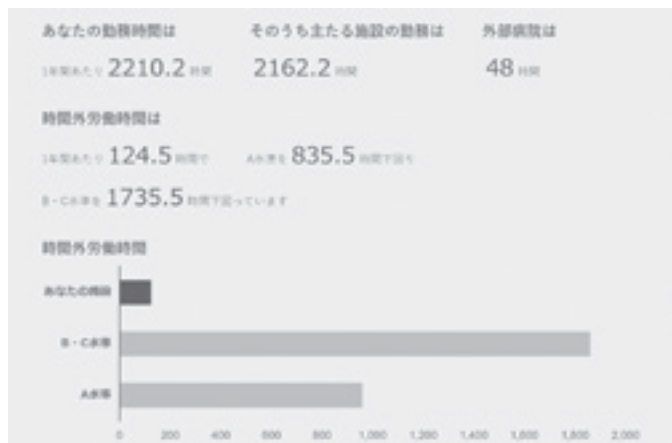 あなたの勤務時間は そのうち主たる施設の勤務は 外部病院は
1年間あたり 2210.2 時間 2162.2 時間 48 時間
時間外労働時間は
1年間あたり 124.5 時間で A水準を 835.5 時間下回り
B・C水準を 1735.5 時間下回っています
時間外労働時間
あなたの施設
B・C水準
A水準
0 200 400 600 800 1,000 1,200 1,400 1,600 1,800 2,000